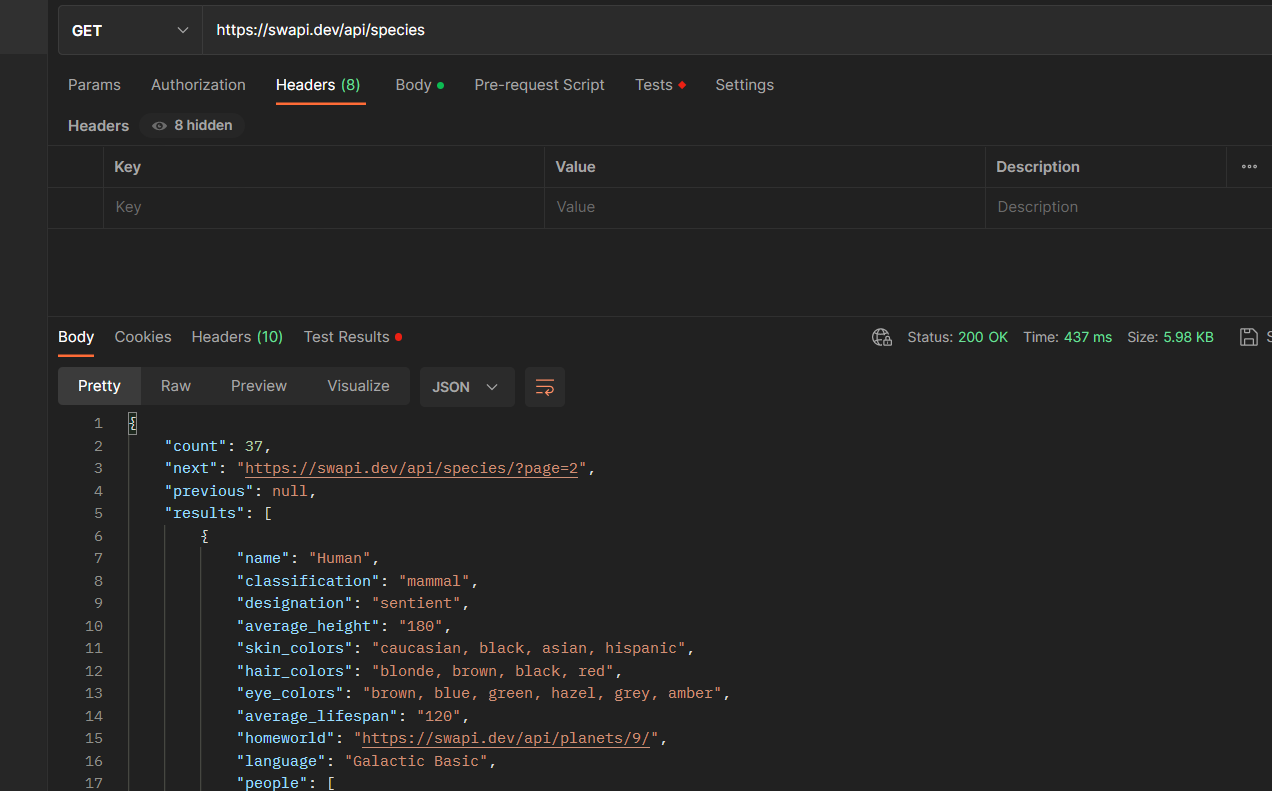 GET https://swapi.dev/api/species
Params Authorization Headers (8) Body Pre-request Script Tests Settings
Headers 8 hidden
Key Value Description
Key Value Description
Body Cookies Headers (10) Test Results Status: 200 OK Time: 437 ms Size: 5.98 KB S
Pretty Raw Preview Visualize JSON
1 {
2 "count": 37,
3 "next": "https://swapi.dev/api/species/?page=2",
4 "previous": null,
5 "results": [
6 {
7 "name": "Human",
8 "classification": "mammal",
9 "designation": "sentient",
10 "average_height": "180",
11 "skin_colors": "caucasian, black, asian, hispanic",
12 "hair_colors": "blonde, brown, black, red",
13 "eye_colors": "brown, blue, green, hazel, grey, amber",
14 "average_lifespan": "120",
15 "homeworld": "https://swapi.dev/api/planets/9/",
16 "language": "Galactic Basic",
17 "people": [